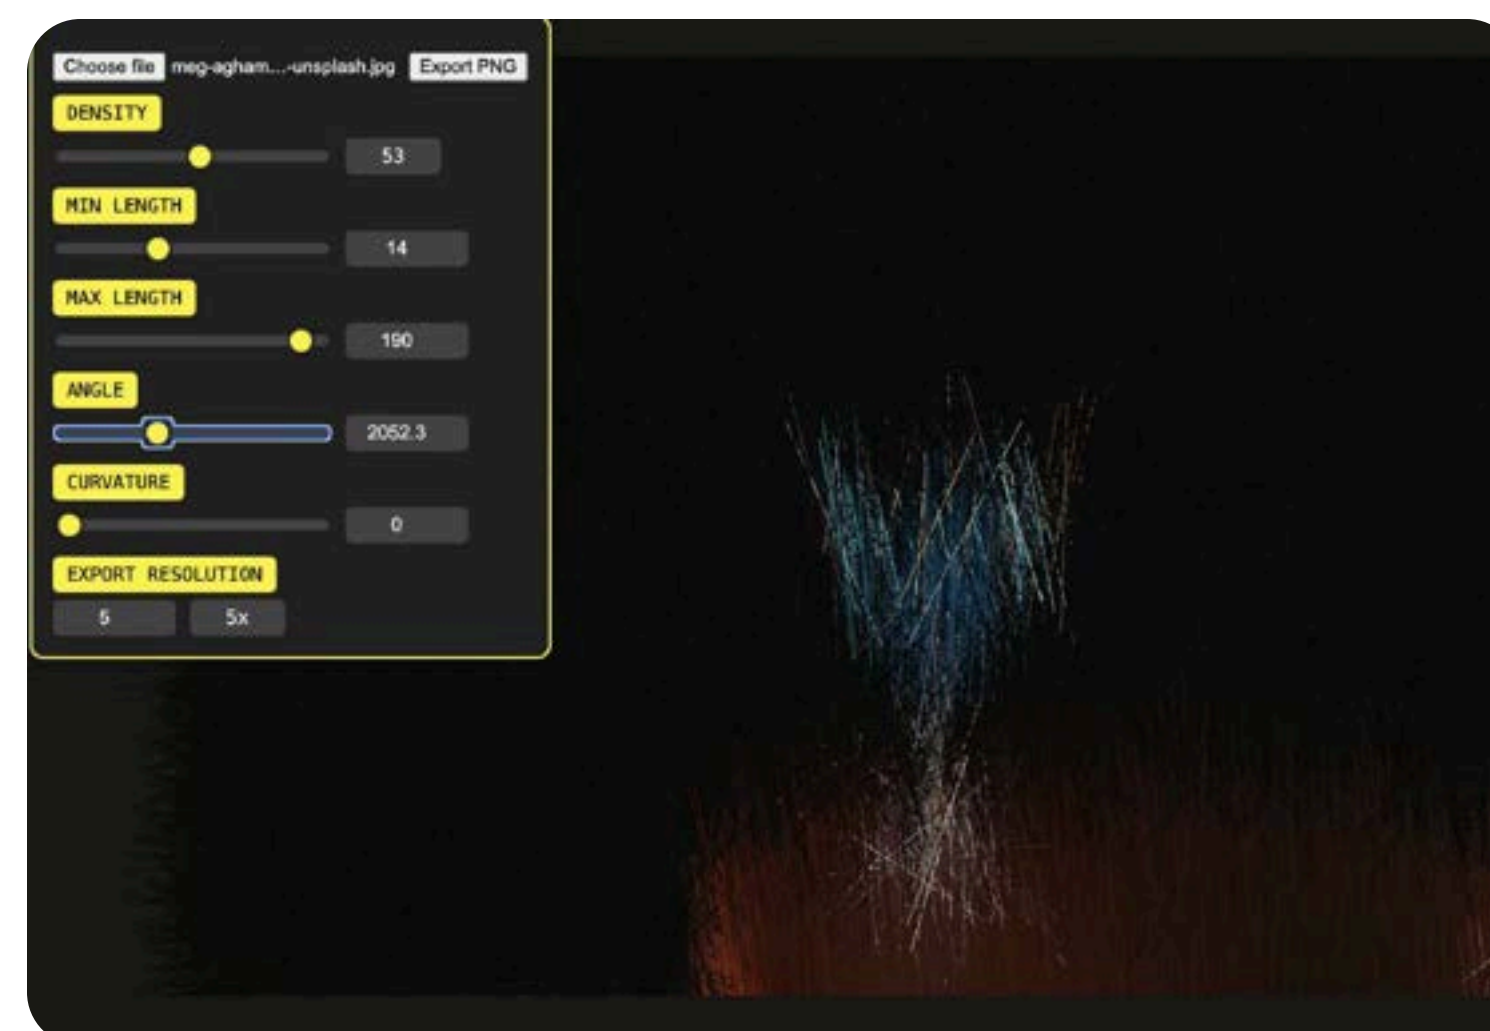 Choose file meg-agham...-unsplash.jpg Export PNG
DENSITY
53
MIN LENGTH
14
MAX LENGTH
190
ANGLE
2052.3
CURVATURE
0
EXPORT RESOLUTION
5 5x